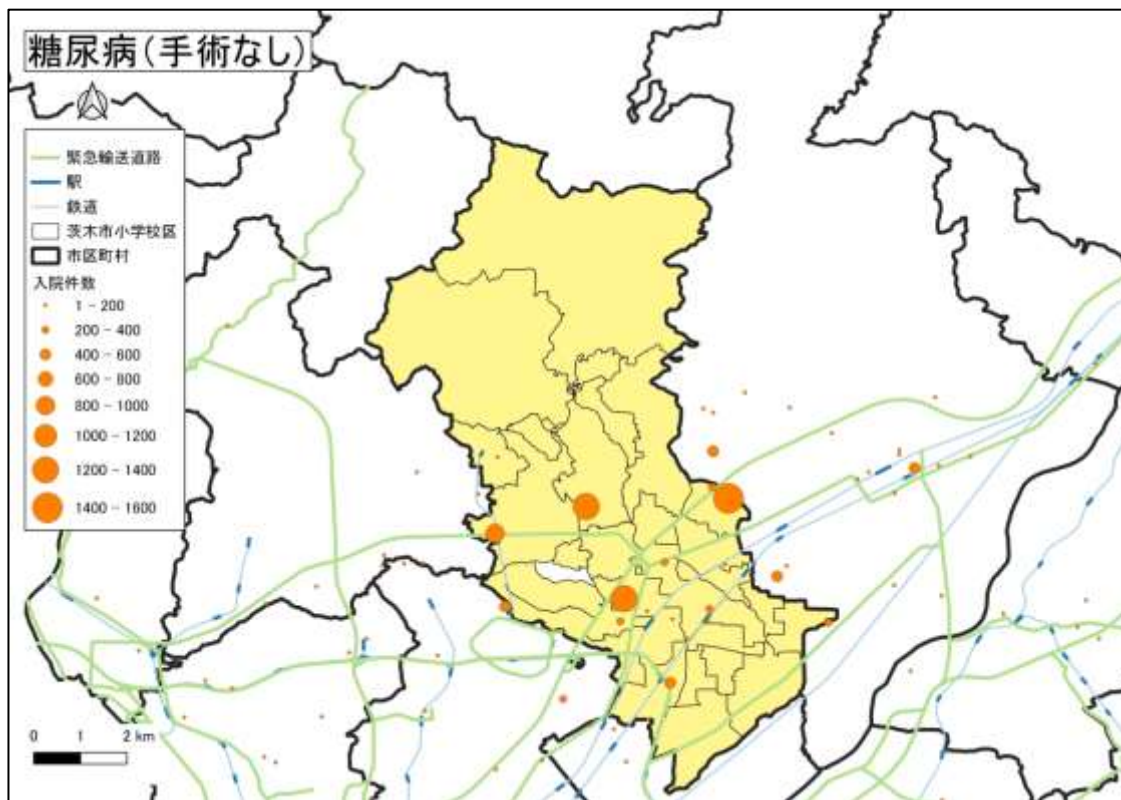 糖尿病(手術なし)
緊急輸送道路
駅
鉄道
茨木市小学校区
市区町村
入院件数
1 - 200
200 - 400
400 - 600
600 - 800
800 - 1000
1000 - 1200
1200 - 1400
1400 - 1600
0 1 2 km